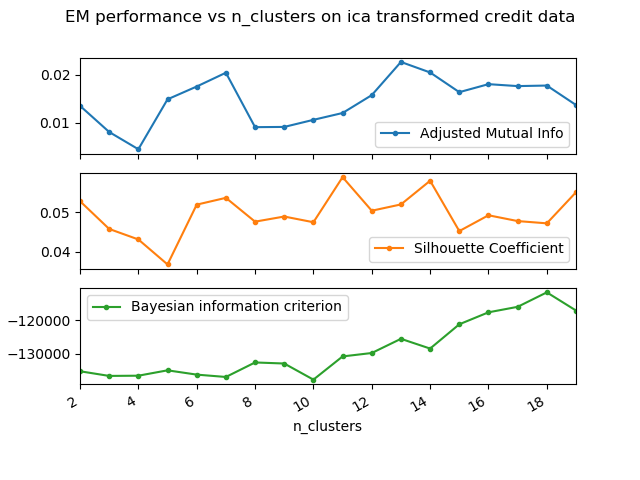 EM performance vs n_clusters on ica transformed credit data
0.02
0.01
Adjusted Mutual Info
0.05
0.04
Silhouette Coefficient
Bayesian information criterion
−120000
−130000
2 4 6 8 10 12 14 16 18
n_clusters